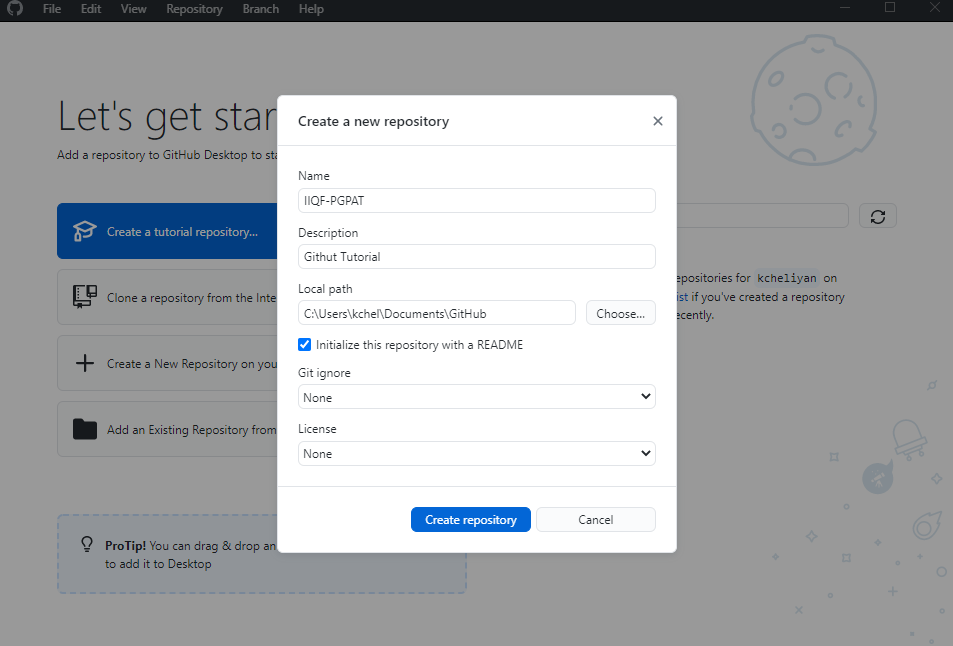 File Edit View Repository Branch Help
Let's get star
Add a repository to GitHub Desktop to sta
Create a tutorial repository...
Clone a repository from the Inte
Create a New Repository on you
Add an Existing Repository from
ProTip! You can drag & drop an
to add it to Desktop
Create a new repository
Name
IIQF-PGPAT
Description
Githut Tutorial
Local path
C:\Users\kchel\Documents\GitHub
Choose...
Initialize this repository with a README
Git ignore
None
License
None
Create repository
Cancel
epositories for kcheliyan on
ist if you've created a repository
ecently.